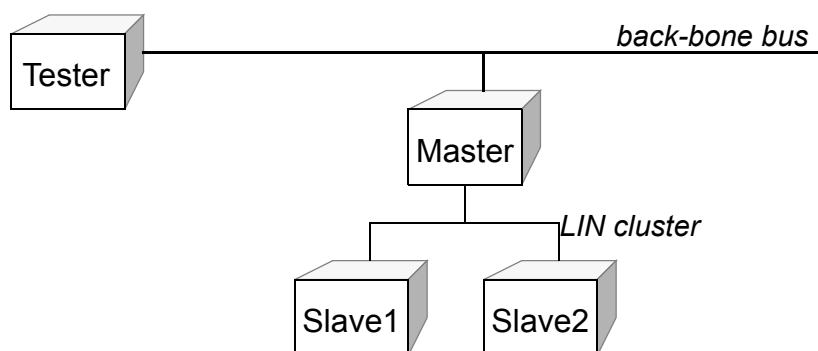 back-bone bus
Tester
Master
LIN cluster
Slave1
Slave2